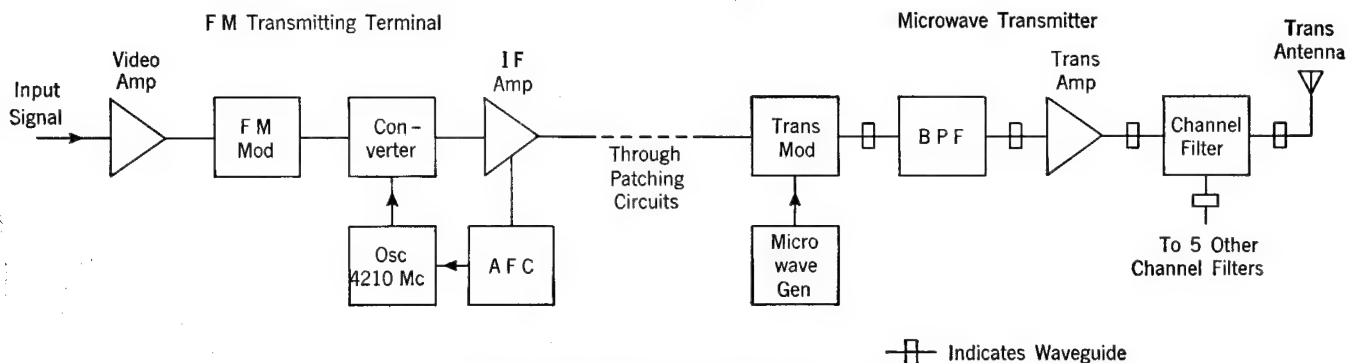 F M Transmitting Terminal
Microwave Transmitter
Trans
Antenna
Video
Amp
I F
Amp
Trans
Amp
Input
Signal
F M
Mod
Con-
verter
Trans
Mod
B P F
Channel
Filter
Through
Patching
Circuits
Osc
4210 Mc
A F C
Micro
wave
Gen
To 5 Other
Channel Filters
Indicates Waveguide